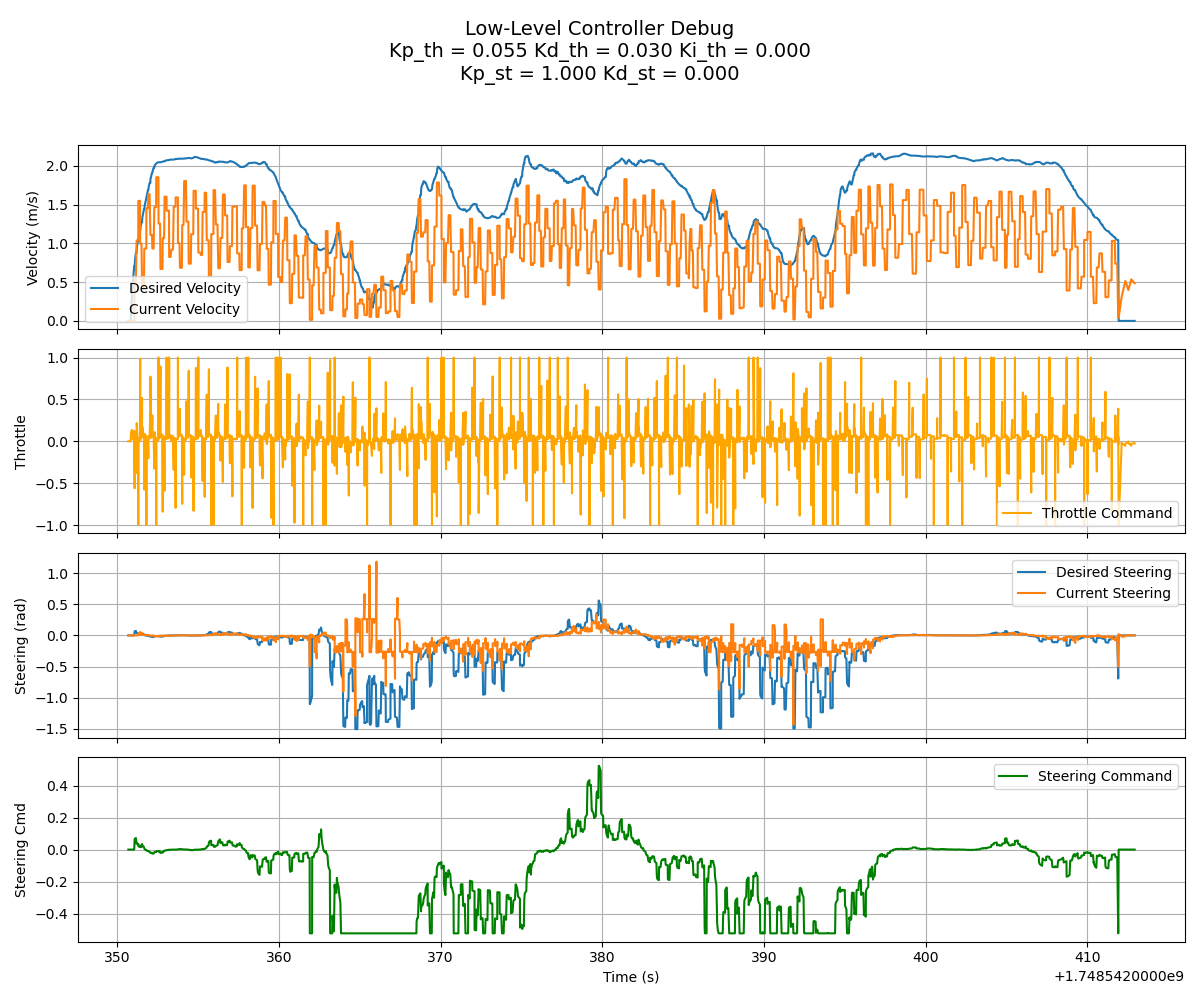 Low-Level Controller Debug
Kp_th = 0.055 Kd_th = 0.030 Ki_th = 0.000
Kp_st = 1.000 Kd_st = 0.000
Velocity (m/s)
2.0
1.5
1.0
0.5
0.0
Desired Velocity
Current Velocity
Throttle
1.0
0.5
0.0
−0.5
−1.0
Throttle Command
Steering (rad)
1.0
0.5
0.0
−0.5
−1.0
−1.5
Desired Steering
Current Steering
Steering Cmd
0.4
0.2
0.0
−0.2
−0.4
Steering Command
350 360 370 380 390 400 410
Time (s)
+1.7485420000e9